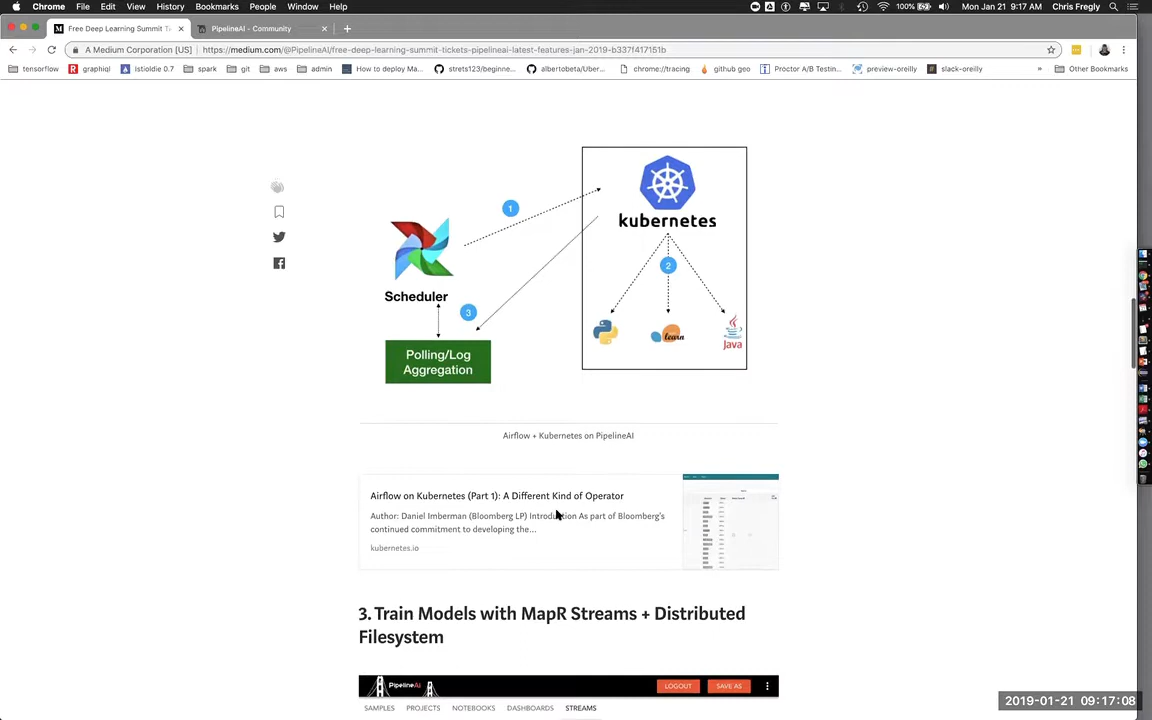 Chrome File Edit View History Bookmarks People Window Help 100% Mon Jan 21 9:17 AM Chris Fregly
Free Deep Learning Summit T
PipelineAI - Community
A Medium Corporation [US] | https://medium.com/@PipelineAI/free-deep-learning-summit-tickets-pipelineai-latest-features-jan-2019-b337f417151b
tensorflow graphiql istioldie 0.7 spark git aws admin How to deploy Ma... strets123/beginne... albertobeta/Uber... chrome://tracing github geo Proctor A/B Testin... preview-oreilly slack-oreilly » Other Bookmarks
kubernetes
1
2
Scheduler
3
learn
Java
Polling/Log
Aggregation
Airflow + Kubernetes on PipelineAI
Airflow on Kubernetes (Part 1): A Different Kind of Operator
Author: Daniel Imberman (Bloomberg LP) Introduction As part of Bloomberg's
continued commitment to developing the...
kubernetes.io
3. Train Models with MapR Streams + Distributed
Filesystem
PipelineAI LOGOUT SAVE AS
SAMPLES PROJECTS NOTEBOOKS DASHBOARDS STREAMS
2019-01-21 09:17:08